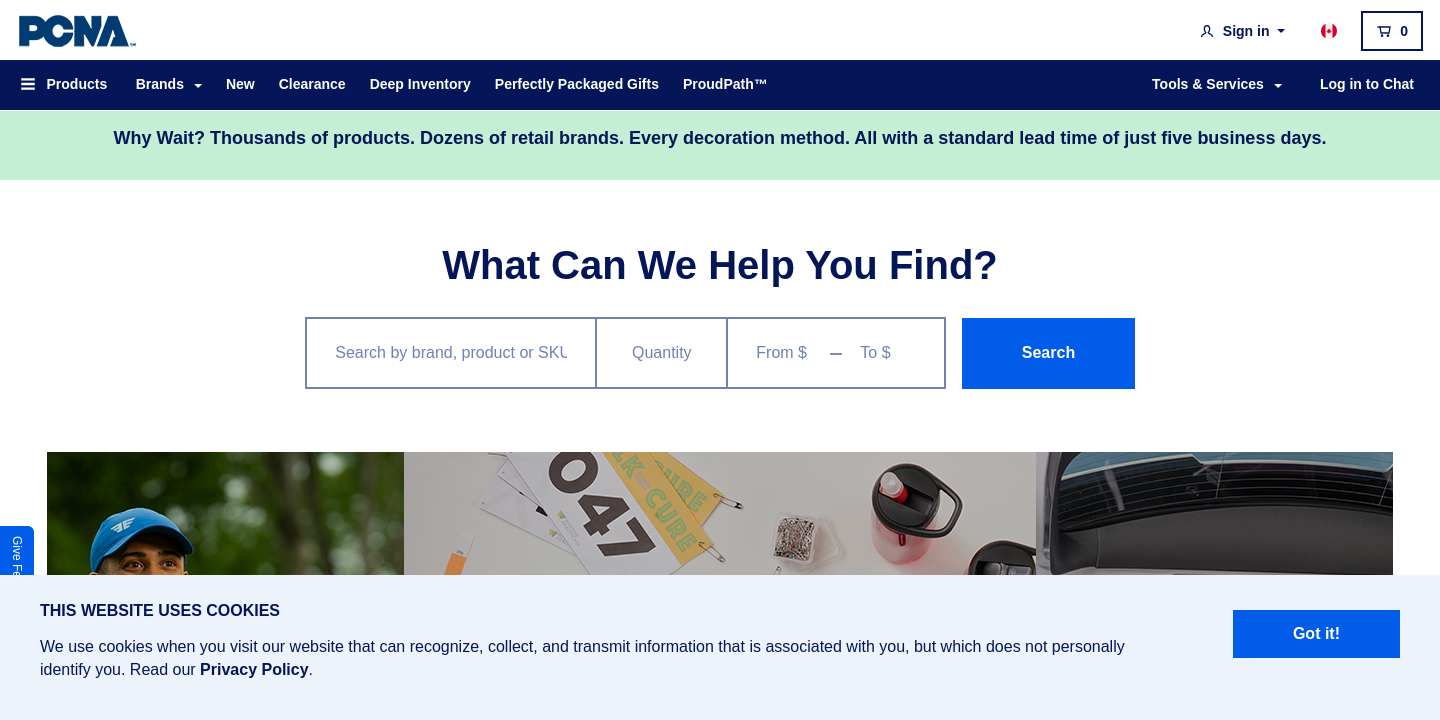 PCNA™
Sign in
0
Products
Brands
New
Clearance
Deep Inventory
Perfectly Packaged Gifts
ProudPath™
Tools & Services
Log in to Chat
Why Wait? Thousands of products. Dozens of retail brands. Every decoration method. All with a standard lead time of just five business days.
What Can We Help You Find?
Search by brand, product or SKU
Quantity
From $
To $
Search
047
CURE
CURE
Give Fe
THIS WEBSITE USES COOKIES
We use cookies when you visit our website that can recognize, collect, and transmit information that is associated with you, but which does not personally
identify you. Read our Privacy Policy.
Got it!